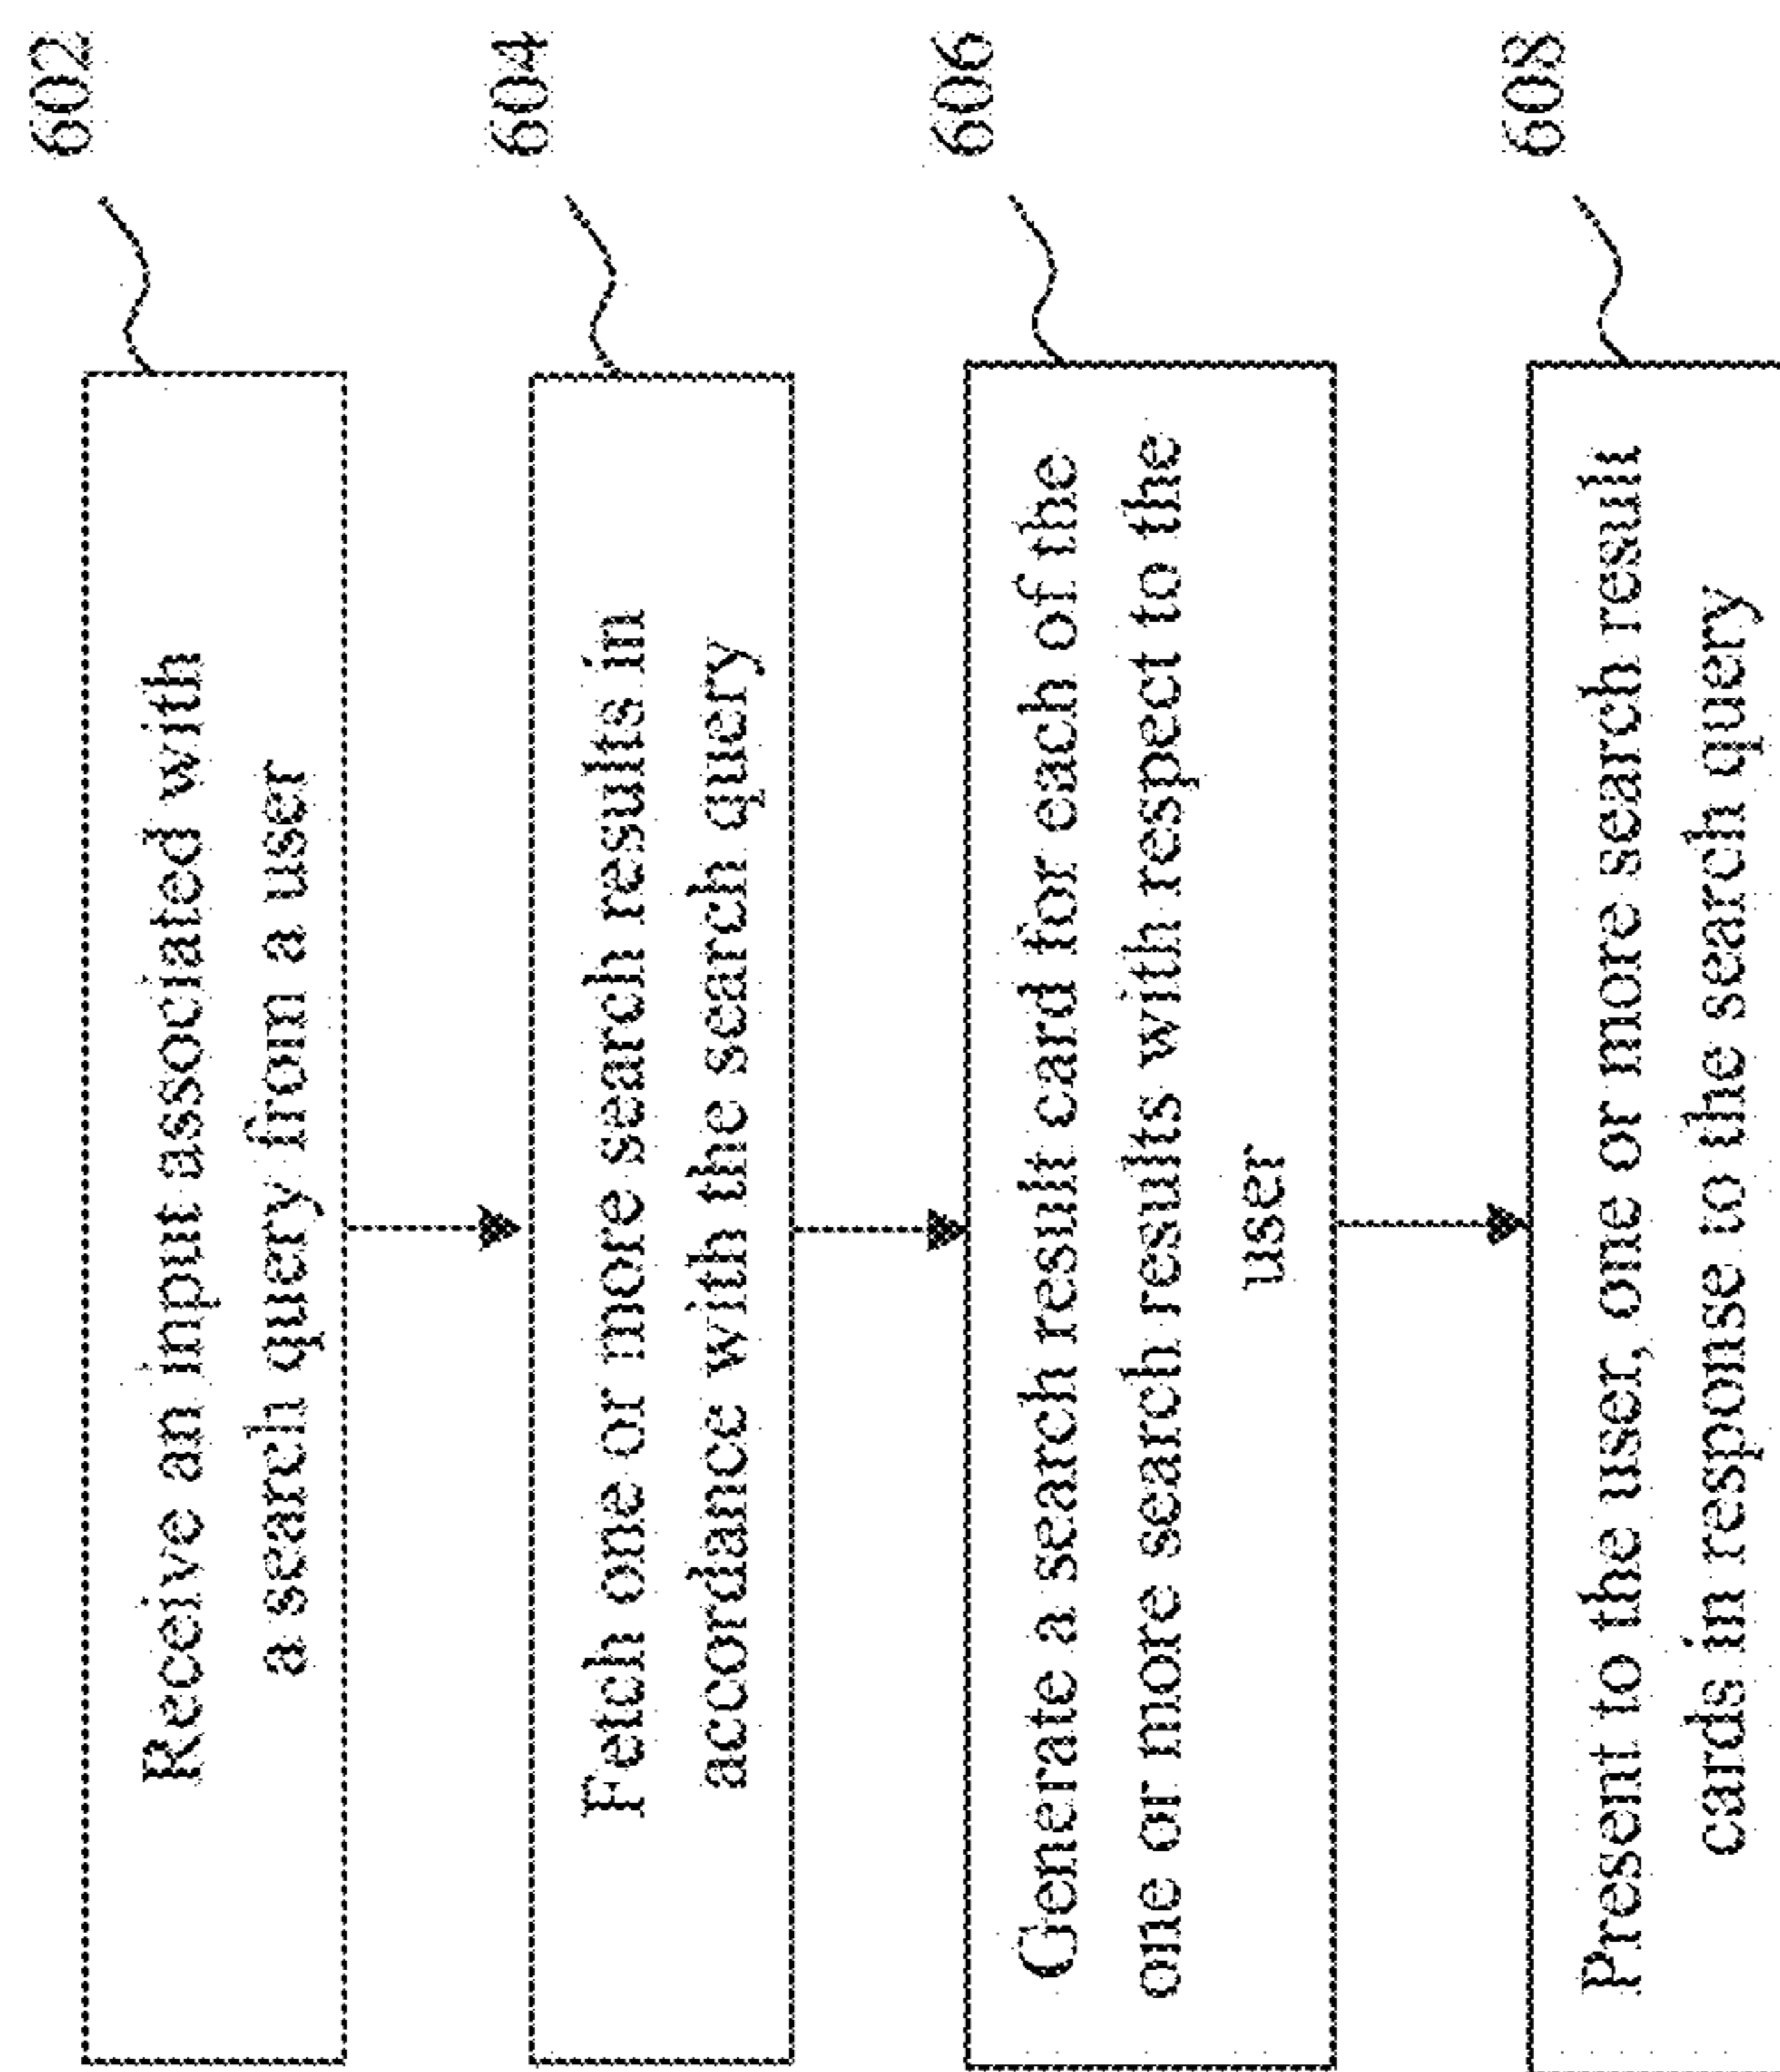 602
Receive an input associated with
a search query from a user
604
Fetch one or more search results in
accordance with the search query
606
Generate a search result card for each of the
one or more search results with respect to the
user
608
Present to the user, one or more search result
cards in response to the search query